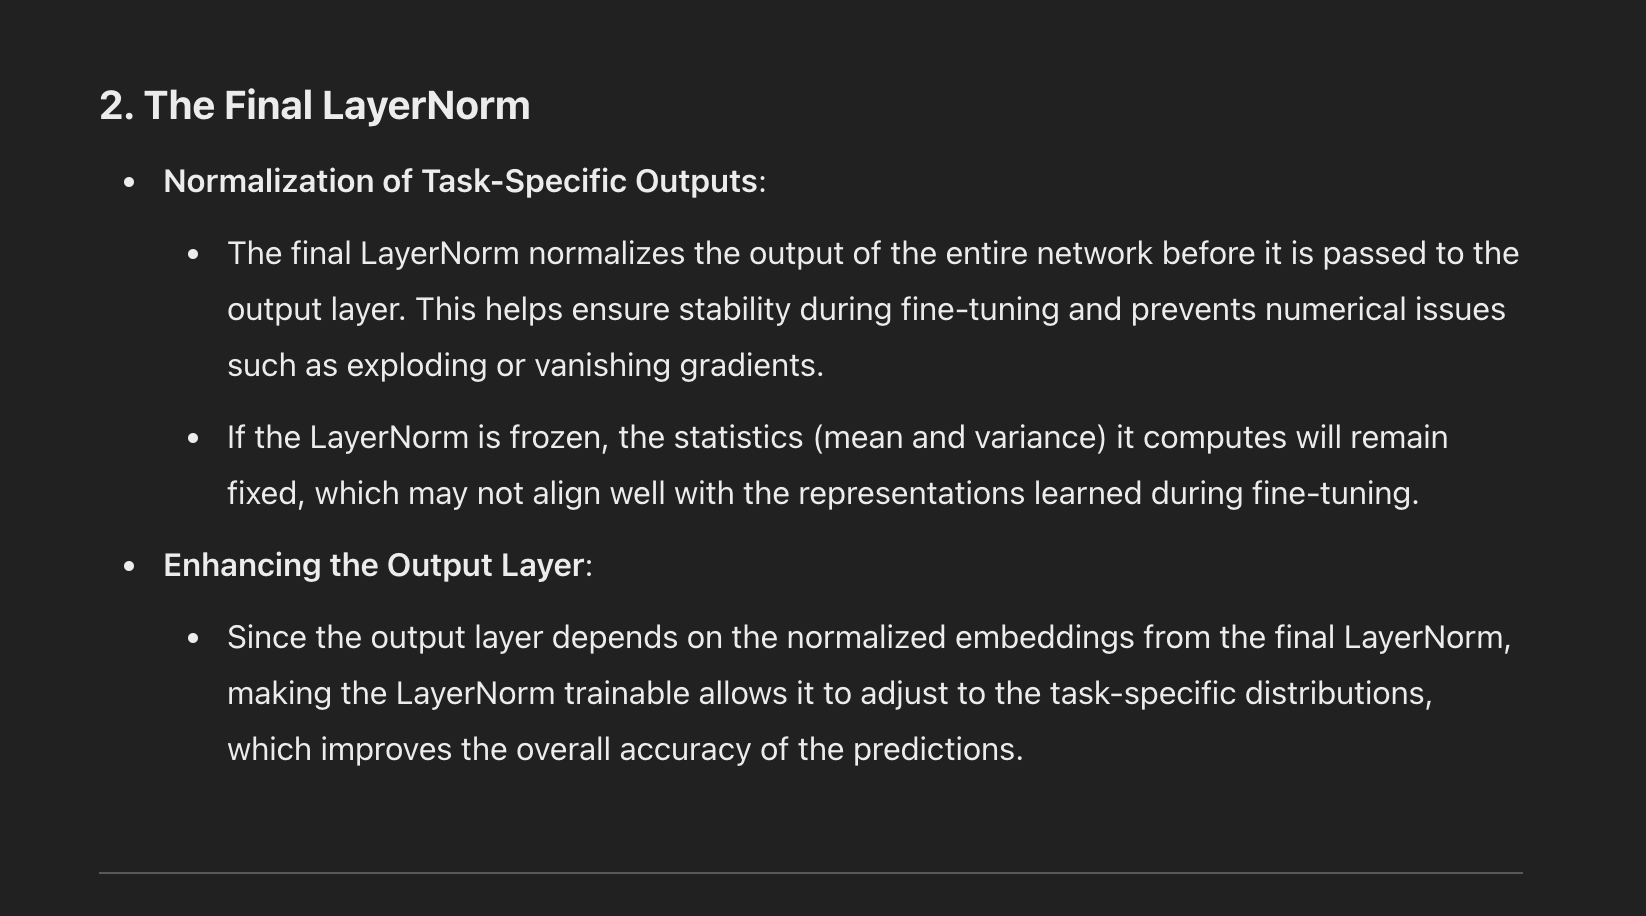 2. The Final LayerNorm
• Normalization of Task-Specific Outputs:
• The final LayerNorm normalizes the output of the entire network before it is passed to the
output layer. This helps ensure stability during fine-tuning and prevents numerical issues
such as exploding or vanishing gradients.
• If the LayerNorm is frozen, the statistics (mean and variance) it computes will remain
fixed, which may not align well with the representations learned during fine-tuning.
• Enhancing the Output Layer:
• Since the output layer depends on the normalized embeddings from the final LayerNorm,
making the LayerNorm trainable allows it to adjust to the task-specific distributions,
which improves the overall accuracy of the predictions.